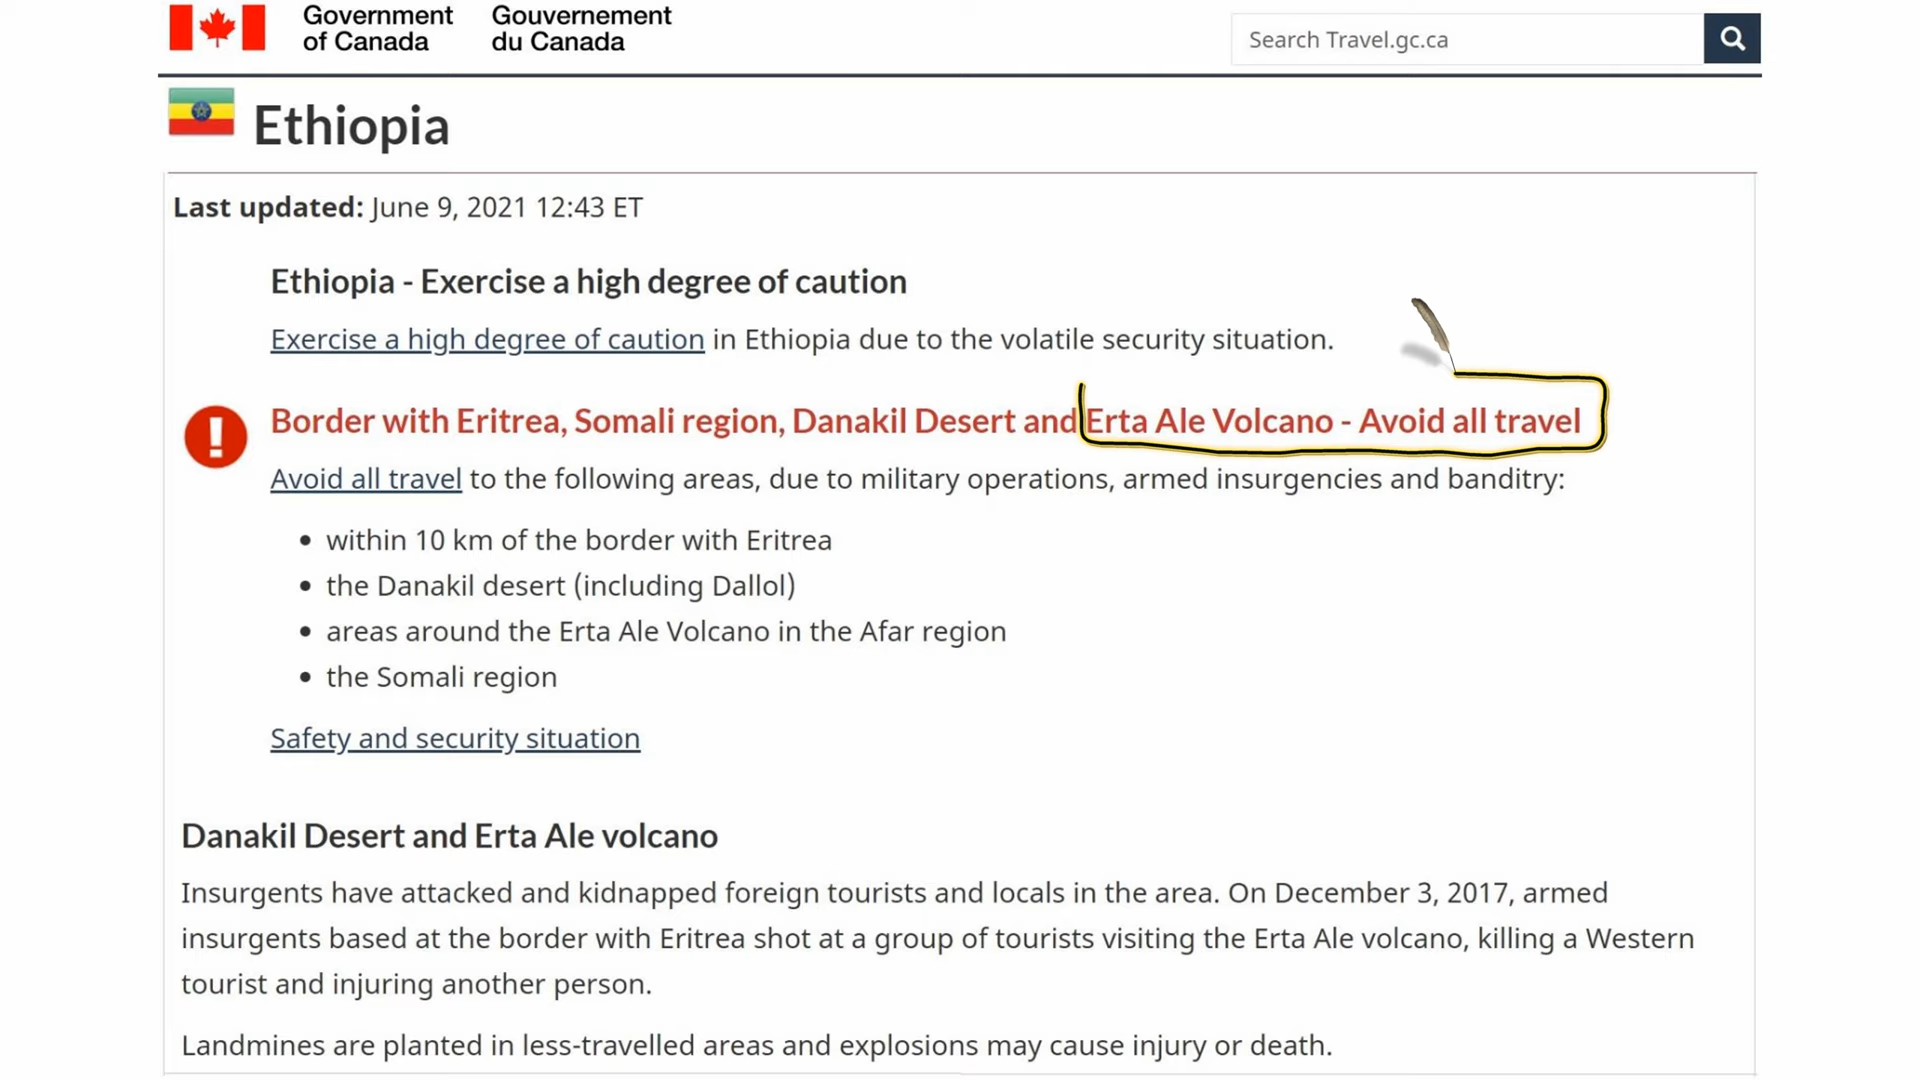 Government
of Canada
Gouvernement
du Canada
Search Travel.gc.ca
Ethiopia
Last updated: June 9, 2021 12:43 ET
Ethiopia - Exercise a high degree of caution
Exercise a high degree of caution in Ethiopia due to the volatile security situation.
Border with Eritrea, Somali region, Danakil Desert and Erta Ale Volcano - Avoid all travel
Avoid all travel to the following areas, due to military operations, armed insurgencies and banditry:
• within 10 km of the border with Eritrea
• the Danakil desert (including Dallol)
• areas around the Erta Ale Volcano in the Afar region
• the Somali region
Safety and security situation
Danakil Desert and Erta Ale volcano
Insurgents have attacked and kidnapped foreign tourists and locals in the area. On December 3, 2017, armed
insurgents based at the border with Eritrea shot at a group of tourists visiting the Erta Ale volcano, killing a Western
tourist and injuring another person.
Landmines are planted in less-travelled areas and explosions may cause injury or death.